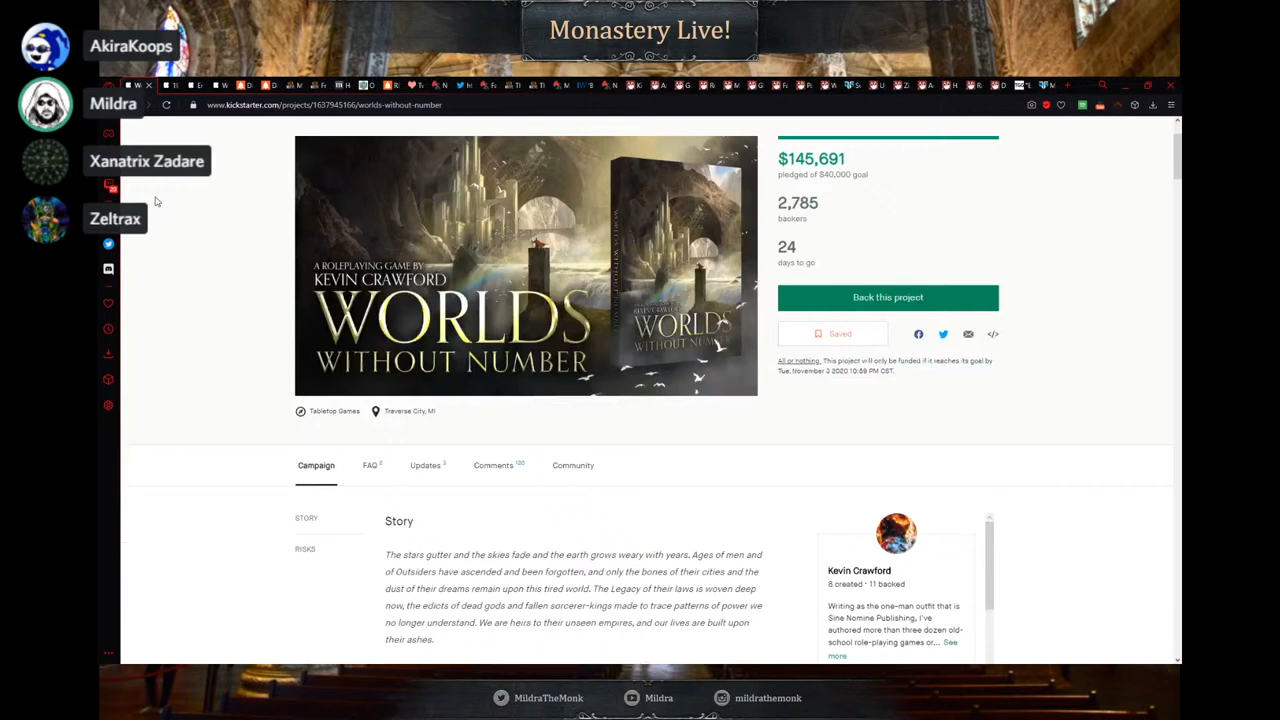 Monastery Live!
AkiraKoops
Mildra
Xanatrix Zadare
Zeltrax
www.kickstarter.com/projects/1637945166/worlds-without-number
A ROLEPLAYING GAME BY
KEVIN CRAWFORD
WORLDS
WITHOUT NUMBER
WORLDS
WITHOUT NUMBER
$145,691
pledged of $40,000 goal
2,785
backers
24
days to go
Back this project
Saved
All or nothing. This project will only be funded if it reaches its goal by
Tue, November 3 2020 10:59 PM CST.
Tabletop Games
Traverse City, MI
Campaign
FAQ
Updates 3
Comments 120
Community
STORY
RISKS
Story
The stars gutter and the skies fade and the earth grows weary with years. Ages of men and
of Outsiders have ascended and been forgotten, and only the bones of their cities and the
dust of their dreams remain upon this tired world. The Legacy of their laws is woven deep
now, the edicts of dead gods and fallen sorcerer-kings made to trace patterns of power we
no longer understand. We are heirs to their unseen empires, and our lives are built upon
their ashes.
Kevin Crawford
8 created · 11 backed
Writing as the one-man outfit that is
Sine Nomine Publishing, I've
authored more than three dozen old-
school role-playing games or... See
more
MildraTheMonk
Mildra
mildrathemonk